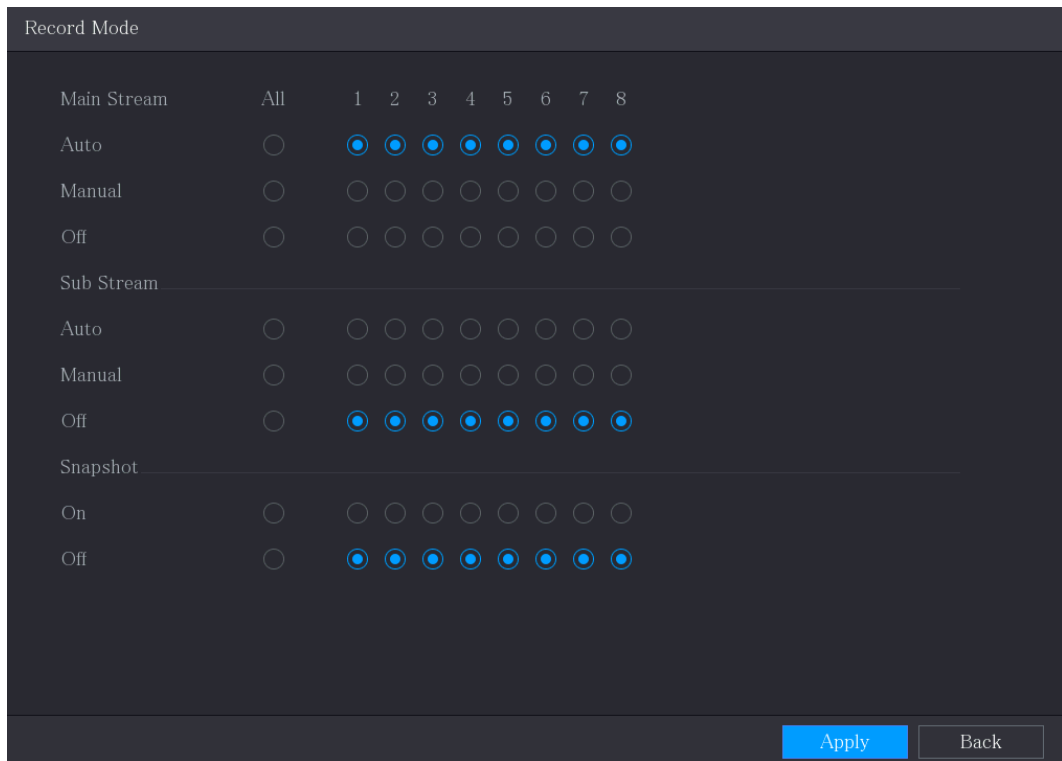 Record Mode
Main Stream All 1 2 3 4 5 6 7 8
Auto
Manual
Off
Sub Stream
Auto
Manual
Off
Snapshot
On
Off
Apply Back